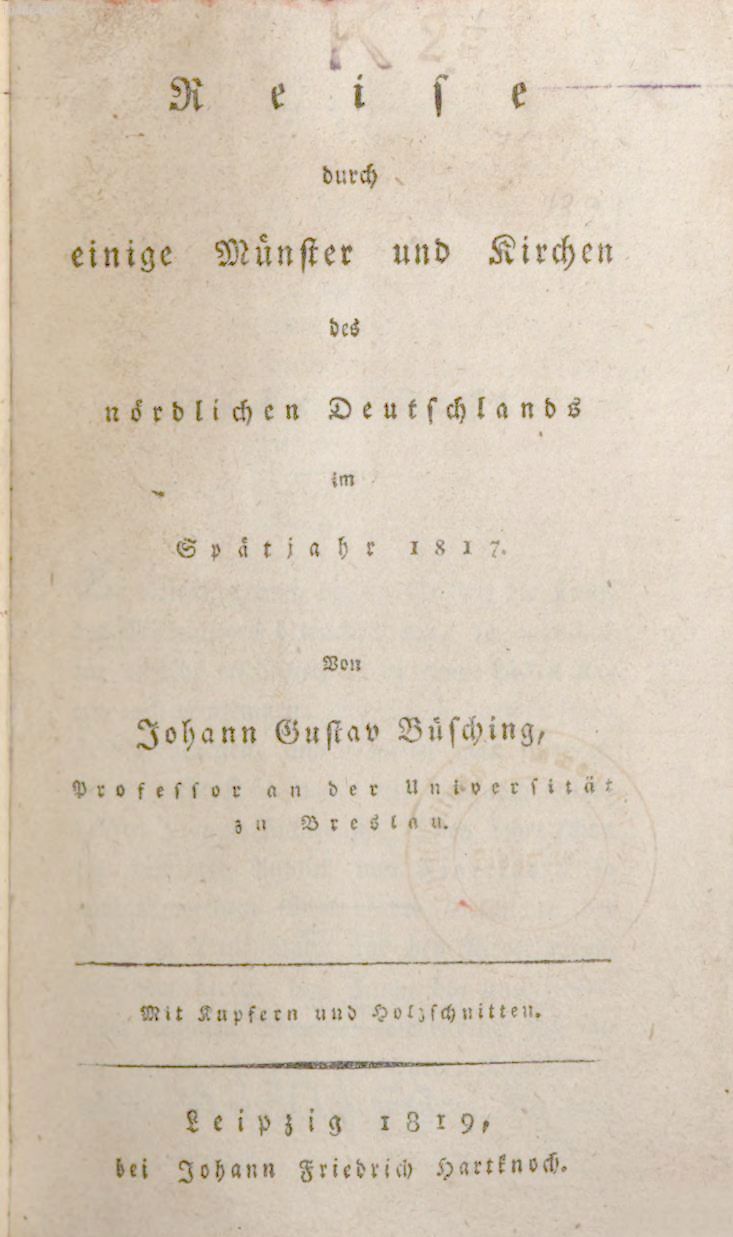 K 2
Reiſe
durch
einige Münſter und Kirchen
des
nördlichen Deutſchlands
im
Spätjahr 1817.
Von
Johann Guſtav Büſching,
Profeſſor an der Univerſität
zu Breslau.
Mit Kupfern und Holzſchnitten.
Leipzig 1819,
bei Johann Friedrich Hartknoch.